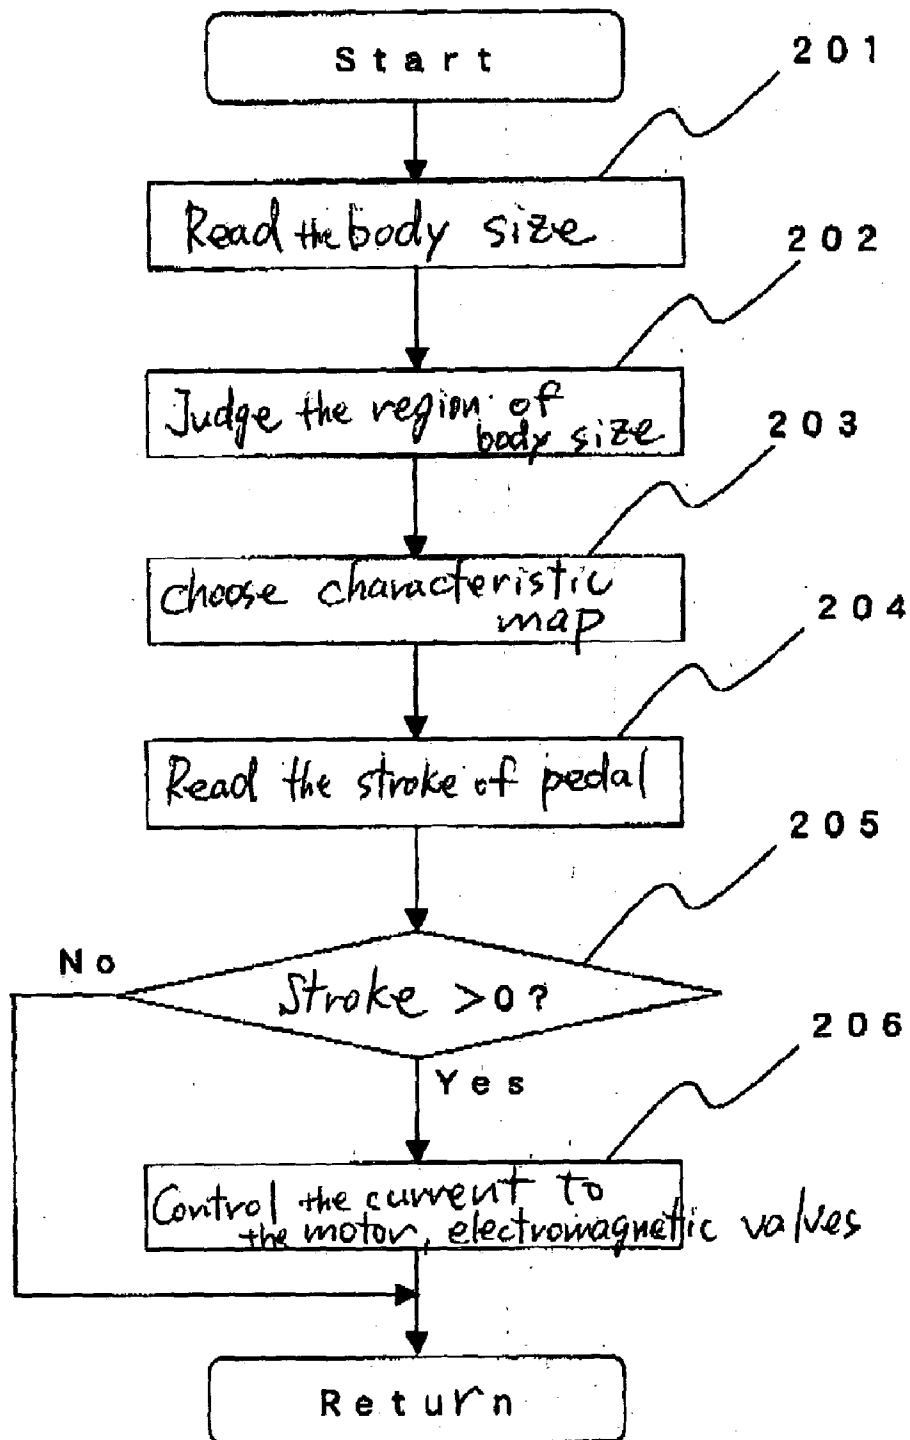 Start
201
Read the body size
202
Judge the region of
body size
203
choose characteristic
map
204
Read the stroke of pedal
205
No
Stroke >0?
206
Yes
Control the current to
the motor, electromagnettic valves
Return